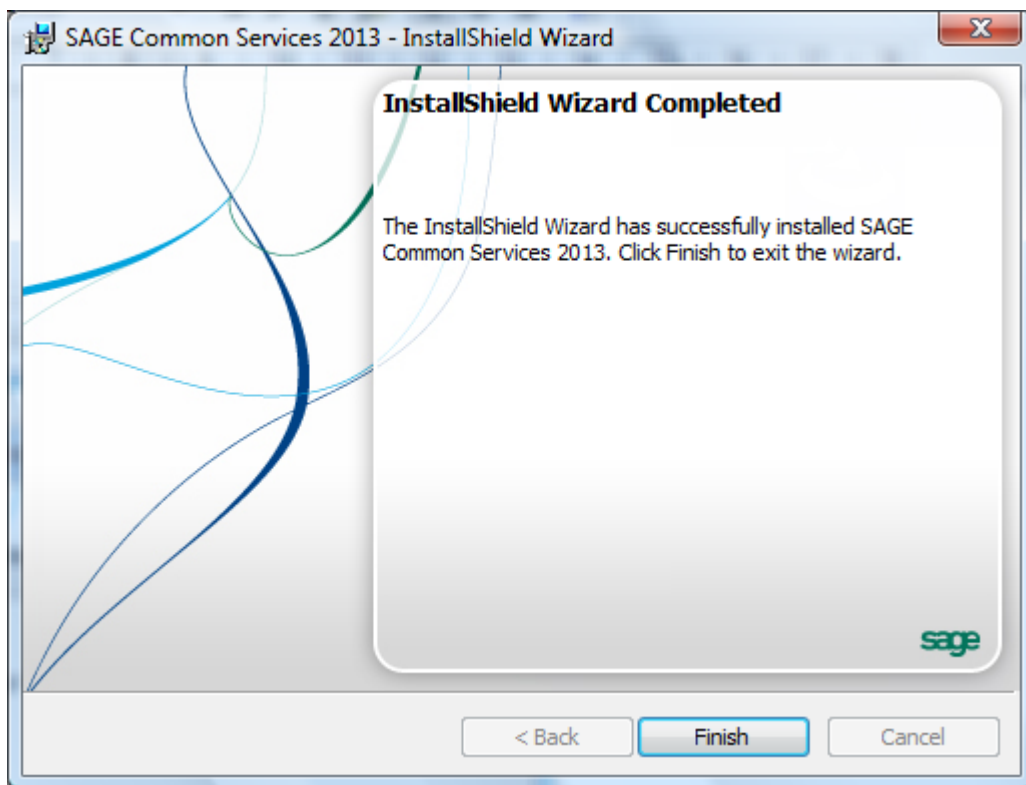 SAGE Common Services 2013 - InstallShield Wizard
InstallShield Wizard Completed
The InstallShield Wizard has successfully installed SAGE
Common Services 2013. Click Finish to exit the wizard.
sage
< Back
Finish
Cancel